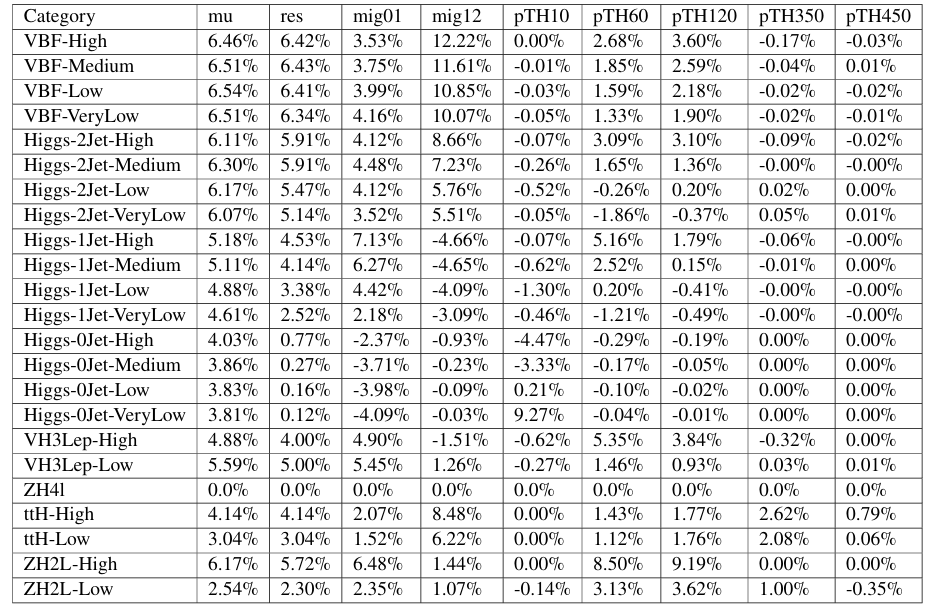 Category mu res mig01 mig12 pTH10 pTH60 pTH120 pTH350 pTH450
VBF-High 6.46% 6.42% 3.53% 12.22% 0.00% 2.68% 3.60% -0.17% -0.03%
VBF-Medium 6.51% 6.43% 3.75% 11.61% -0.01% 1.85% 2.59% -0.04% 0.01%
VBF-Low 6.54% 6.41% 3.99% 10.85% -0.03% 1.59% 2.18% -0.02% -0.02%
VBF-VeryLow 6.51% 6.34% 4.16% 10.07% -0.05% 1.33% 1.90% -0.02% -0.01%
Higgs-2Jet-High 6.11% 5.91% 4.12% 8.66% -0.07% 3.09% 3.10% -0.09% -0.02%
Higgs-2Jet-Medium 6.30% 5.91% 4.48% 7.23% -0.26% 1.65% 1.36% -0.00% -0.00%
Higgs-2Jet-Low 6.17% 5.47% 4.12% 5.76% -0.52% -0.26% 0.20% 0.02% 0.00%
Higgs-2Jet-VeryLow 6.07% 5.14% 3.52% 5.51% -0.05% -1.86% -0.37% 0.05% 0.01%
Higgs-1Jet-High 5.18% 4.53% 7.13% -4.66% -0.07% 5.16% 1.79% -0.06% -0.00%
Higgs-1Jet-Medium 5.11% 4.14% 6.27% -4.65% -0.62% 2.52% 0.15% -0.01% 0.00%
Higgs-1Jet-Low 4.88% 3.38% 4.42% -4.09% -1.30% 0.20% -0.41% -0.00% -0.00%
Higgs-1Jet-VeryLow 4.61% 2.52% 2.18% -3.09% -0.46% -1.21% -0.49% -0.00% -0.00%
Higgs-0Jet-High 4.03% 0.77% -2.37% -0.93% -4.47% -0.29% -0.19% 0.00% 0.00%
Higgs-0Jet-Medium 3.86% 0.27% -3.71% -0.23% -3.33% -0.17% -0.05% 0.00% 0.00%
Higgs-0Jet-Low 3.83% 0.16% -3.98% -0.09% 0.21% -0.10% -0.02% 0.00% 0.00%
Higgs-0Jet-VeryLow 3.81% 0.12% -4.09% -0.03% 9.27% -0.04% -0.01% 0.00% 0.00%
VH3Lep-High 4.88% 4.00% 4.90% -1.51% -0.62% 5.35% 3.84% -0.32% 0.00%
VH3Lep-Low 5.59% 5.00% 5.45% 1.26% -0.27% 1.46% 0.93% 0.03% 0.01%
ZH4l 0.0% 0.0% 0.0% 0.0% 0.0% 0.0% 0.0% 0.0% 0.0%
ttH-High 4.14% 4.14% 2.07% 8.48% 0.00% 1.43% 1.77% 2.62% 0.79%
ttH-Low 3.04% 3.04% 1.52% 6.22% 0.00% 1.12% 1.76% 2.08% 0.06%
ZH2L-High 6.17% 5.72% 6.48% 1.44% 0.00% 8.50% 9.19% 0.00% 0.00%
ZH2L-Low 2.54% 2.30% 2.35% 1.07% -0.14% 3.13% 3.62% 1.00% -0.35%